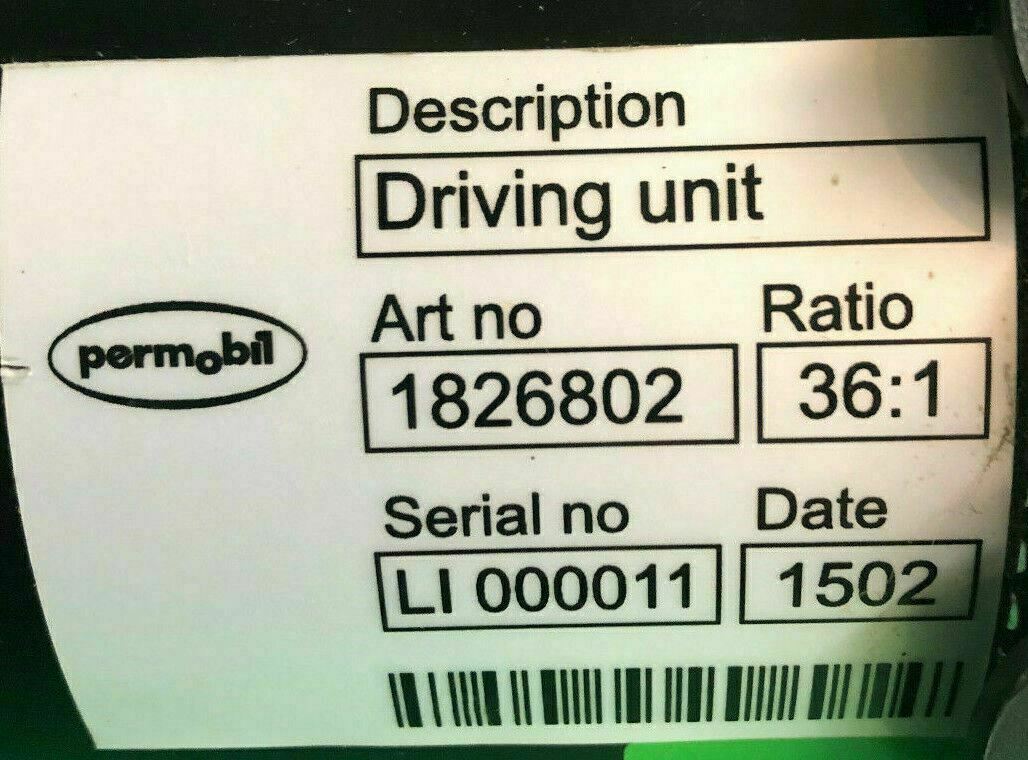 Description
Driving unit
permobil
Art no Ratio
1826802 36:1
Serial no Date
LI 000011 1502